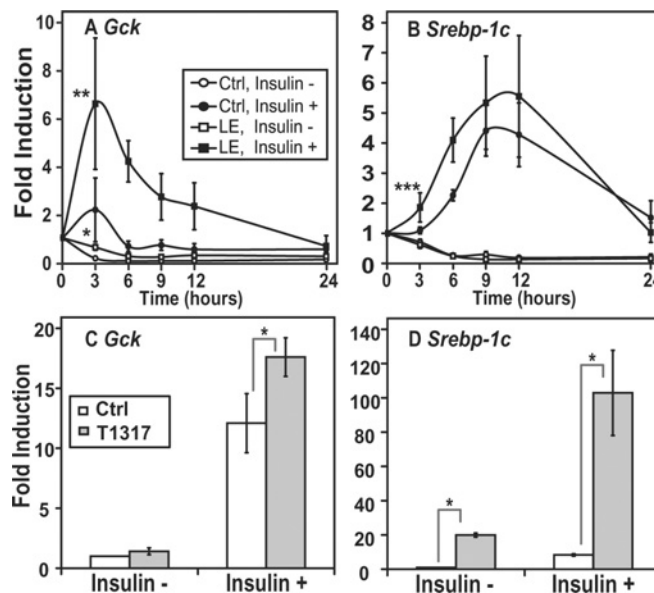 A Gck
Fold Induction
10
8
6
4
2
0
**
*
Ctrl, Insulin -
Ctrl, Insulin +
LE, Insulin -
LE, Insulin +
0 3 6 9 12 24
Time (hours)
B Srebp-1c
8
7
6
5
4
3
2
1
0
***
0 3 6 9 12 24
Time (hours)
C Gck
Fold Induction
20
15
10
5
0
Ctrl
T1317
*
Insulin - Insulin +
D Srebp-1c
140
120
100
80
60
40
20
0
*
*
Insulin - Insulin +